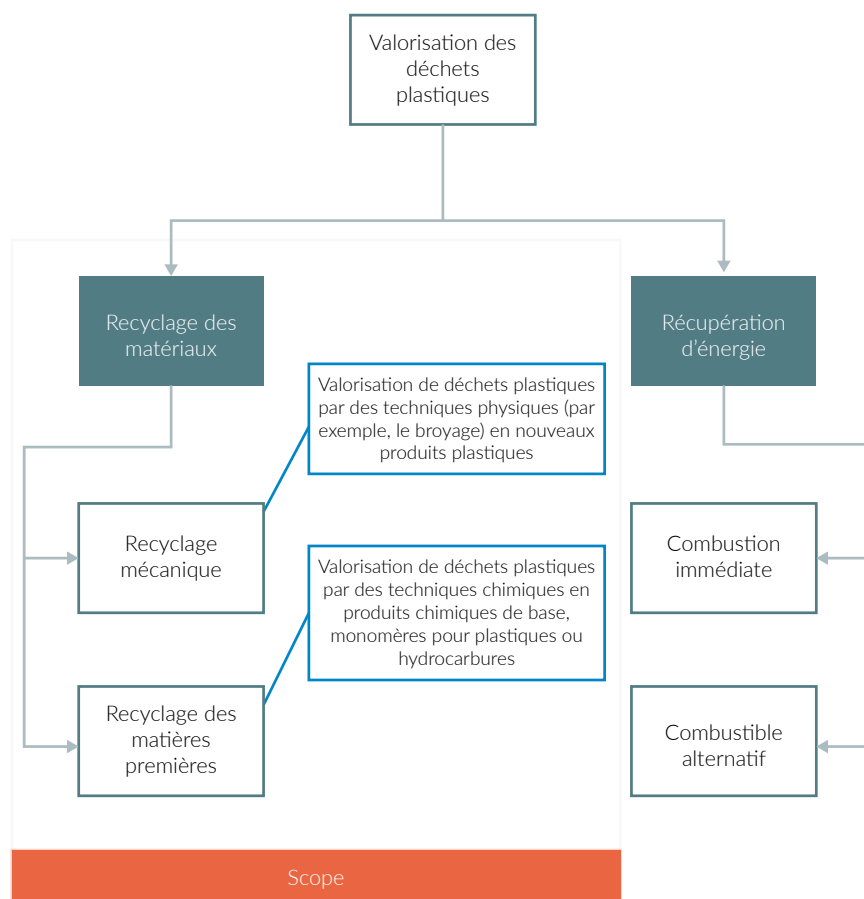 Valorisation des
déchets
plastiques
Recyclage des
matériaux
Récupération
d'énergie
Valorisation de déchets plastiques
par des techniques physiques (par
exemple, le broyage) en nouveaux
produits plastiques
Recyclage
mécanique
Combustion
immédiate
Valorisation de déchets plastiques
par des techniques chimiques en
produits chimiques de base,
monomères pour plastiques ou
hydrocarbures
Recyclage des
matières
premières
Combustible
alternatif
Scope